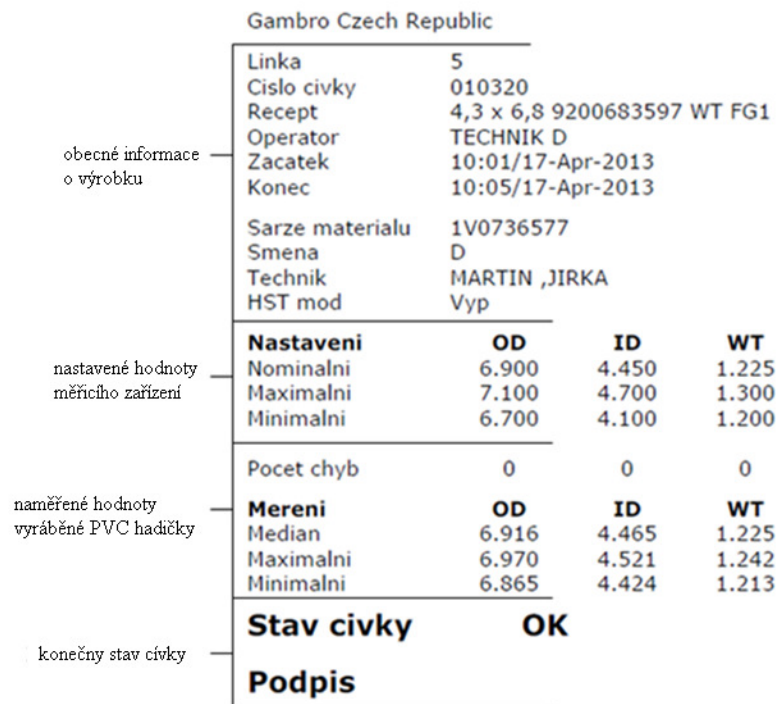 Gambro Czech Republic
Linka 5
Cislo civky 010320
Recept 4,3 x 6,8 9200683597 WT FG1
Operator TECHNIK D
Zacatek 10:01/17-Apr-2013
Konec 10:05/17-Apr-2013
obecné informace
o výrobku
Sarze materialu 1V0736577
Smena D
Technik MARTIN ,JIRKA
HST mod Vyp
Nastaveni OD ID WT
Nominalni 6.900 4.450 1.225
Maximalni 7.100 4.700 1.300
Minimalni 6.700 4.100 1.200
nastavené hodnoty
měřicího zařízení
Pocet chyb 0 0 0
Mereni OD ID WT
Median 6.916 4.465 1.225
Maximalni 6.970 4.521 1.242
Minimalni 6.865 4.424 1.213
naměřené hodnoty
vyráběné PVC hadičky
Stav civky OK
Podpis
konečny stav cívky